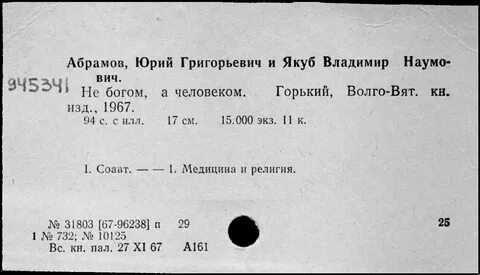 Абрамов, Юрий Григорьевич и Якуб Владимир Наумо-
вич.
945341
Не богом, а человеком. Горький, Волго-Вят. кн.
изд., 1967.
94 с. с илл. 17 см. 15.000 экз. 11 к.
I. Соавт. — — 1. Медицина и религия.
№ 31803 [67-96238] п 29 25
1 № 732; № 10125
Вс. кн. пал. 27 XI 67 А161